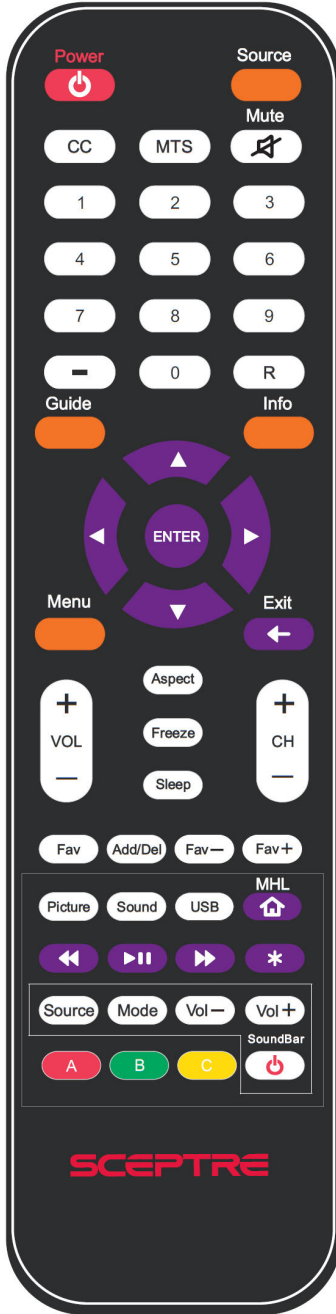 Power Source
Mute
CC MTS
1 2 3
4 5 6
7 8 9
– 0 R
Guide Info
ENTER
Menu Exit
Aspect
+ +
Freeze
VOL CH
— —
Sleep
Fav Add/Del Fav— Fav+
MHL
Picture Sound USB
*
Source Mode Vol— Vol+
SoundBar
A B C
SCEPTRE